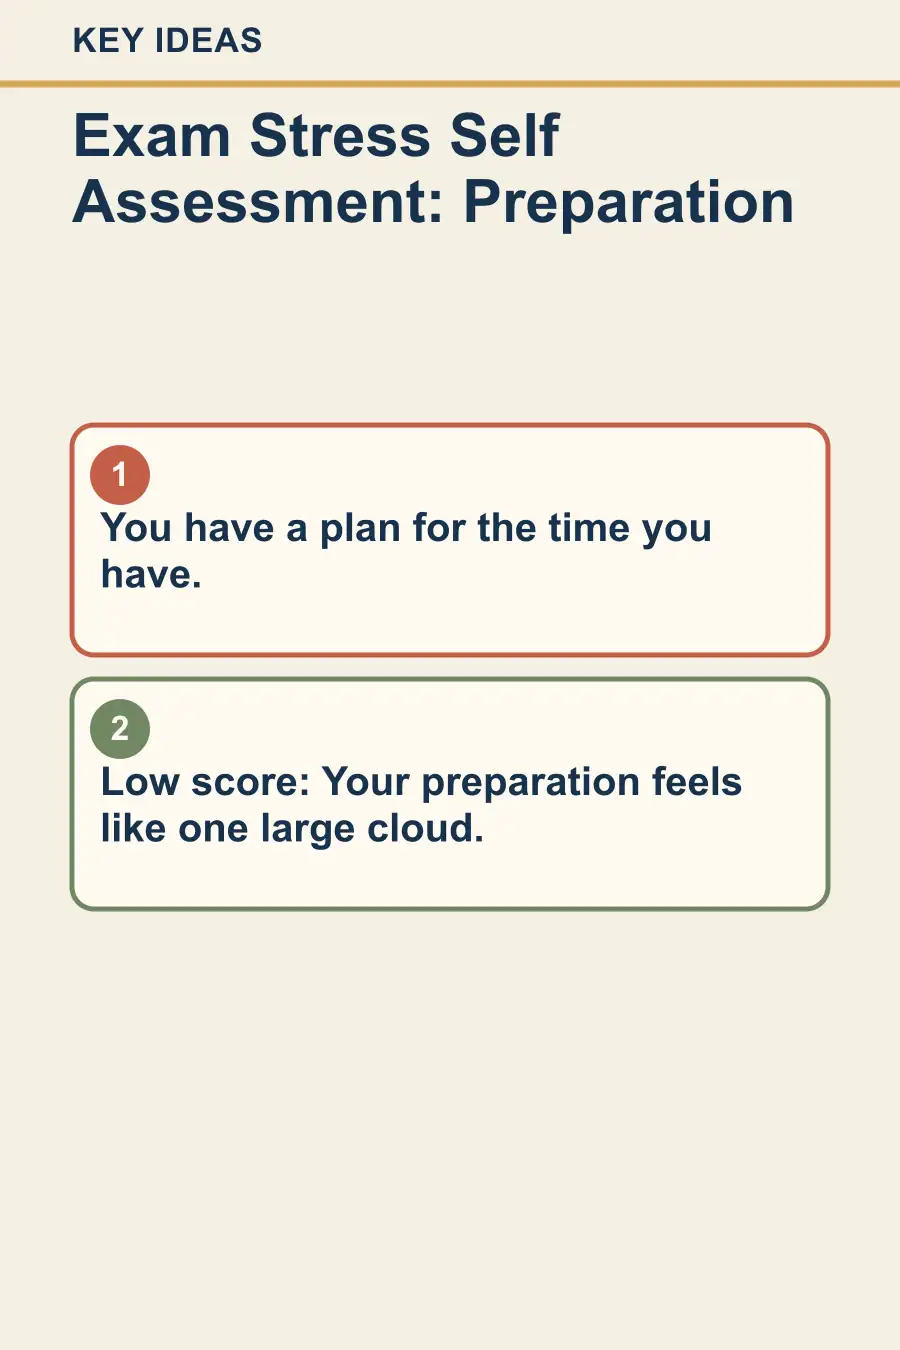 KEY IDEAS
Exam Stress Self
Assessment: Preparation
1
You have a plan for the time you
have.
2
Low score: Your preparation feels
like one large cloud.